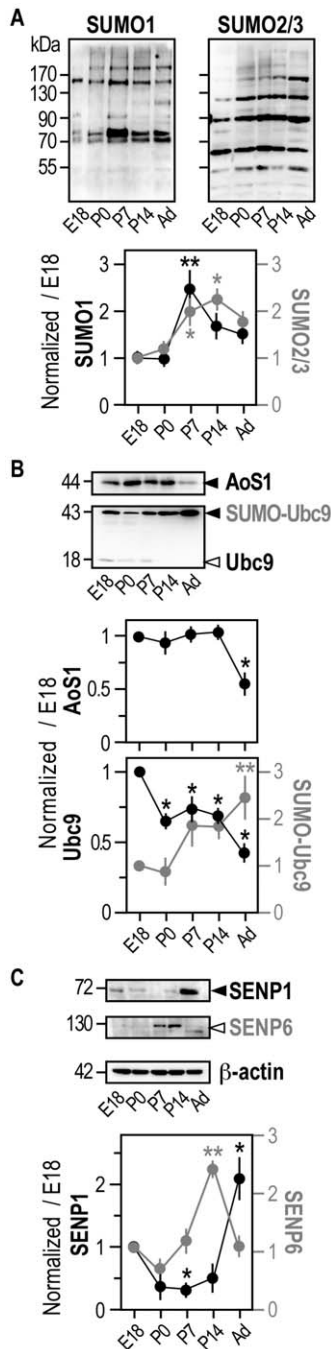 A
SUMO1 SUMO2/3
kDa
170
130
90
70
55
E18 P0 P7 P14 Ad E18 P0 P7 P14 Ad
Normalized / E18
SUMO1
3
2
1
0
**
*
*
3
2
1
0
SUMO2/3
E18 P0 P7 P14 Ad
B
44 AoS1
43 SUMO-Ubc9
18 Ubc9
E18 P0 P7 P14 Ad
Normalized / E18
AoS1
1
0.5
0
*
Ubc9
1
0.5
0
* * * *
**
3
2
1
0
SUMO-Ubc9
E18 P0 P7 P14 Ad
C
72 SENP1
130 SENP6
42 β-actin
E18 P0 P7 P14 Ad
Normalized / E18
SENP1
2
1
0
*
**
*
3
2
1
0
SENP6
E18 P0 P7 P14 Ad